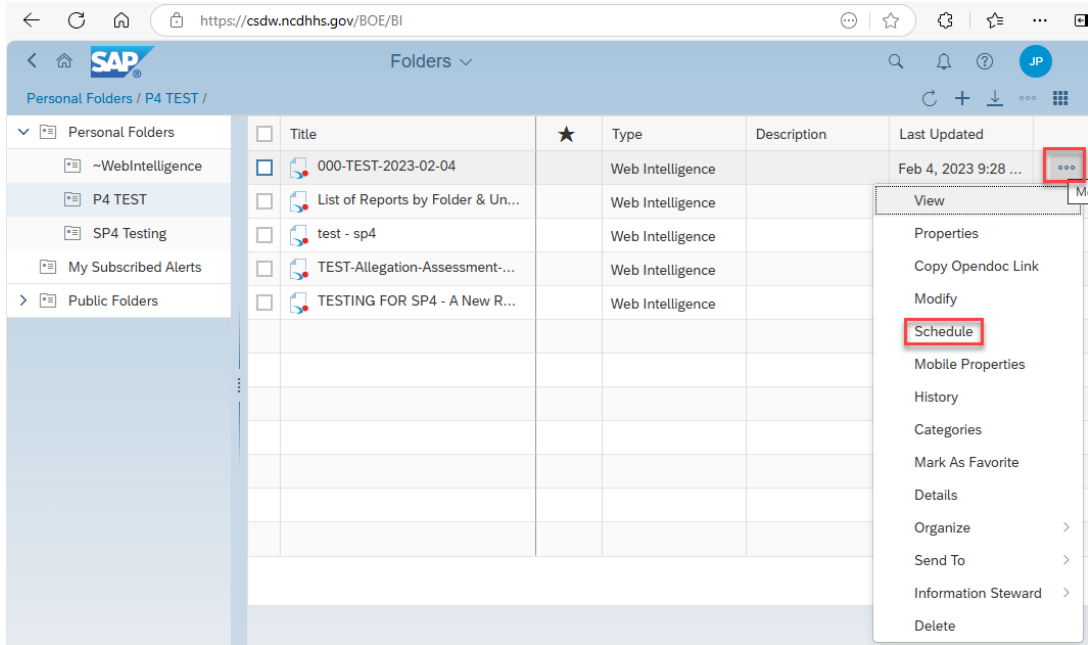 https://csdw.ncdhhs.gov/BOE/BI
SAP
Folders
JP
Personal Folders / P4 TEST /
Personal Folders
Title
Type
Description
Last Updated
~WebIntelligence
000-TEST-2023-02-04
Web Intelligence
Feb 4, 2023 9:28 ...
P4 TEST
List of Reports by Folder & Un...
Web Intelligence
SP4 Testing
test - sp4
Web Intelligence
My Subscribed Alerts
TEST-Allegation-Assessment-...
Web Intelligence
Public Folders
TESTING FOR SP4 - A New R...
Web Intelligence
View
Properties
Copy Opendoc Link
Modify
Schedule
Mobile Properties
History
Categories
Mark As Favorite
Details
Organize
Send To
Information Steward
Delete